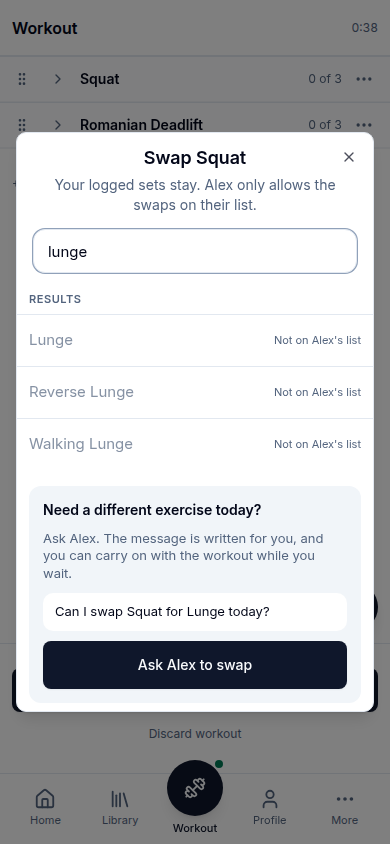 Workout
0:38
Squat
0 of 3
Romanian Deadlift
0 of 3
Swap Squat
Your logged sets stay. Alex only allows the
swaps on their list.
lunge
RESULTS
Lunge
Not on Alex's list
Reverse Lunge
Not on Alex's list
Walking Lunge
Not on Alex's list
Need a different exercise today?
Ask Alex. The message is written for you, and
you can carry on with the workout while you
wait.
Can I swap Squat for Lunge today?
Ask Alex to swap
Discard workout
Home
Library
Workout
Profile
More